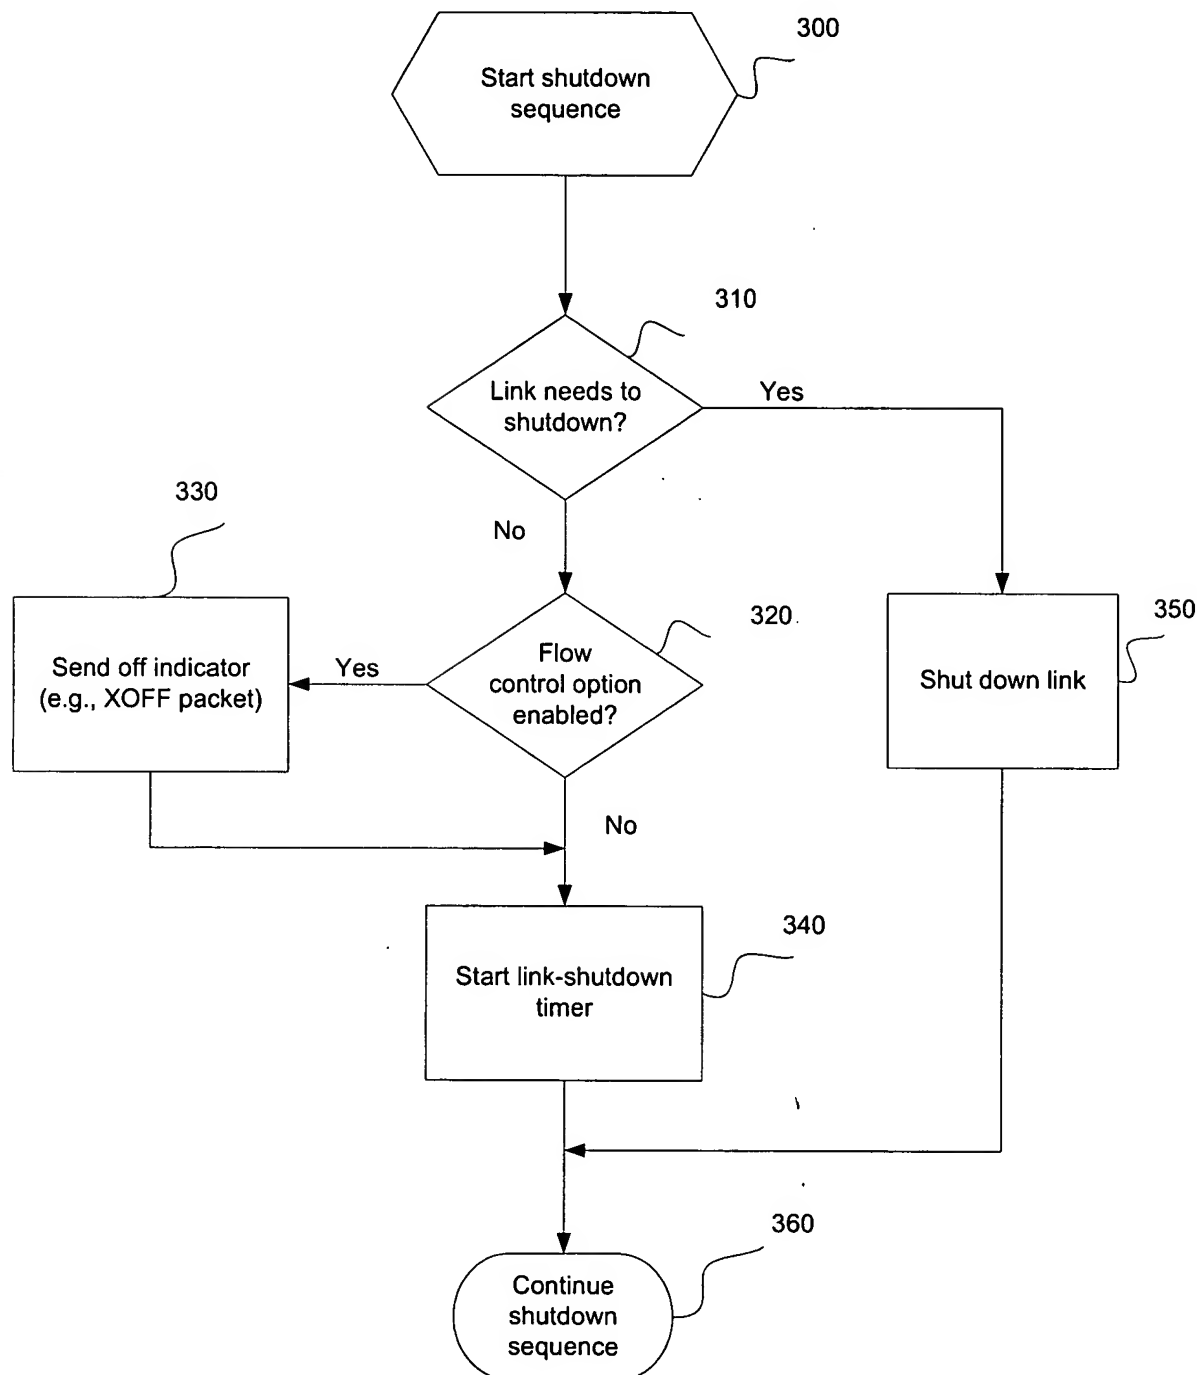 300
Start shutdown
sequence
310
Link needs to
shutdown?
Yes
No
330
320
350
Send off indicator
(e.g., XOFF packet)
Yes
Flow
control option
enabled?
Shut down link
No
340
Start link-shutdown
timer
360
Continue
shutdown
sequence